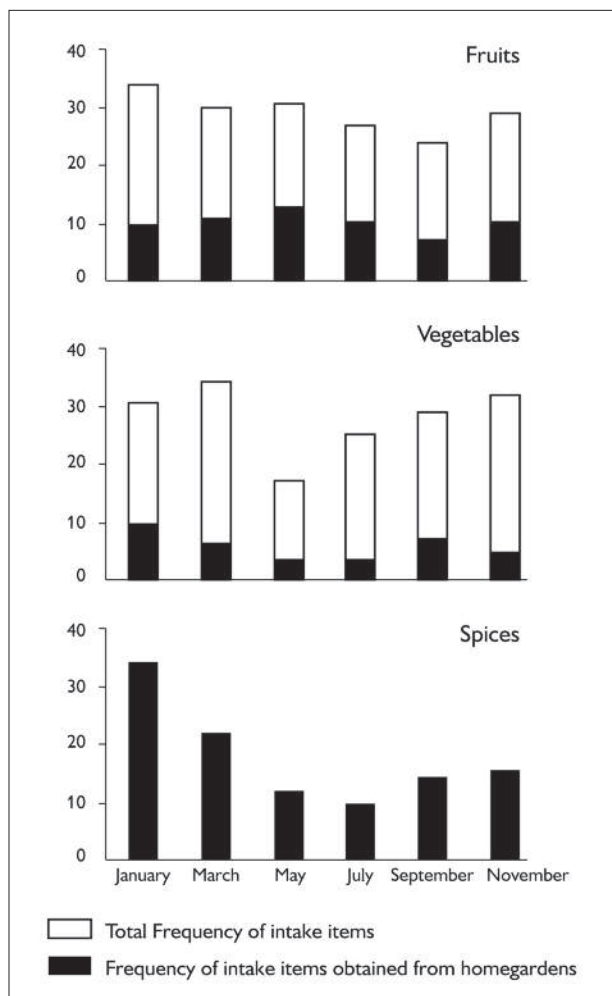 Fruits
40
30
20
10
0
Vegetables
40
30
20
10
0
Spices
40
30
20
10
0
January March May July September November
Total Frequency of intake items
Frequency of intake items obtained from homegardens